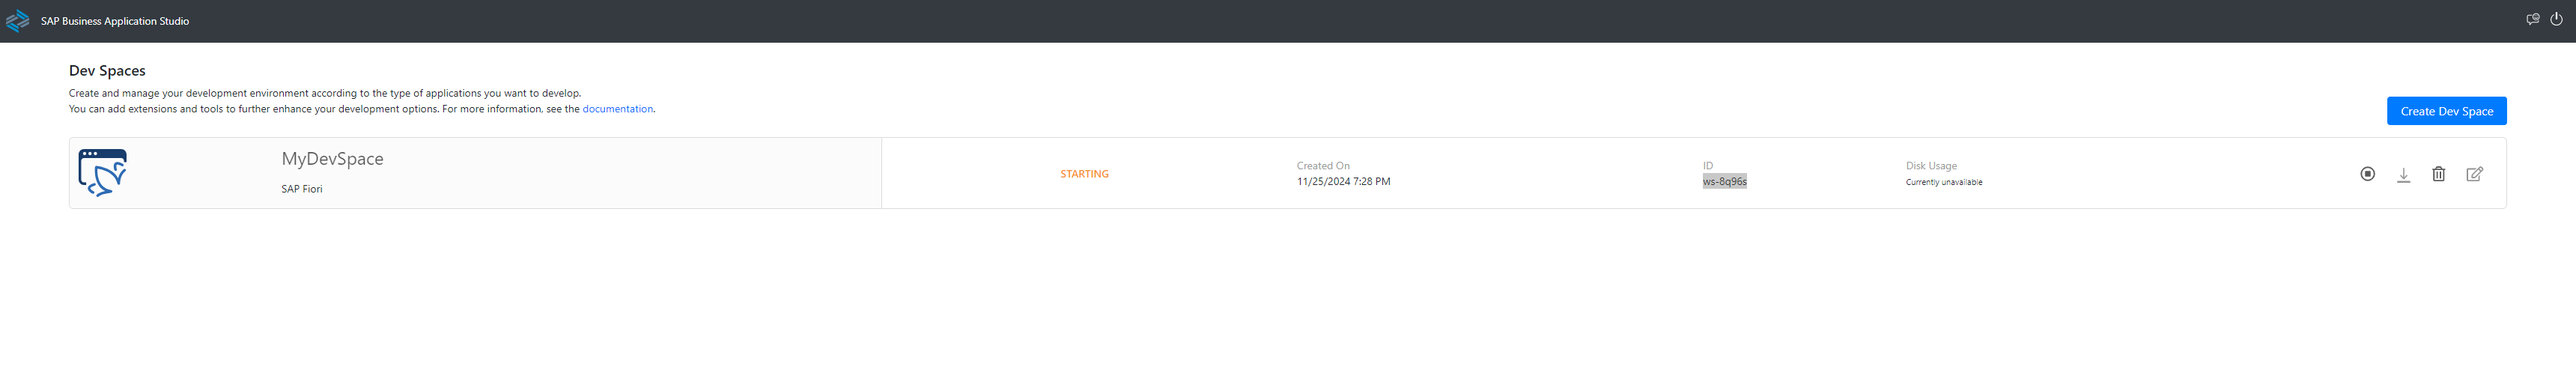 SAP Business Application Studio
Dev Spaces
Create and manage your development environment according to the type of applications you want to develop.
You can add extensions and tools to further enhance your development options. For more information, see the documentation.
Create Dev Space
MyDevSpace
SAP Fiori
STARTING
Created On
11/25/2024 7:28 PM
ID
ws-8q96s
Disk Usage
Currently unavailable